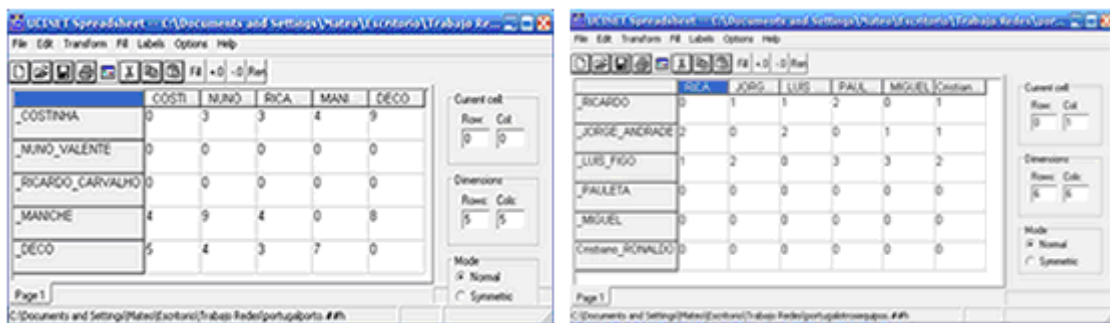 UCINET Spreadsheet - C:\Documents and Settings\Mateo\Escritorio\Trabajo Re...
File Edit Transform Fill Labels Options Help
Fill +.0 -.0 Ren
COSTI NUNO RICA MANI DECO
_COSTINHA 0 3 3 4 9
_NUNO_VALENTE 0 0 0 0 0
_RICARDO_CARVALHO 0 0 0 0 0
_MANICHE 4 9 4 0 8
_DECO 5 4 3 7 0
Current cell:
Row: Col:
0 0
Dimensions
Rows: Cols:
5 5
Mode
Normal
Symmetric
Page 1
C:\Documents and Settings\Mateo\Escritorio\Trabajo Redes\portugalporto.##h
UCINET Spreadsheet - C:\Documents and Settings\Mateo\Escritorio\Trabajo Redes\por...
File Edit Transform Fill Labels Options Help
Fill +.0 -.0 Ren
RICA JORG LUIS PAUL MIGUEL Cristian
_RICARDO 0 1 1 2 0 1
_JORGE_ANDRADE 2 0 2 0 1 1
_LUIS_FIGO 1 2 0 3 3 2
_PAULETA 0 0 0 0 0 0
_MIGUEL 0 0 0 0 0 0
Cristiano_RONALDO 0 0 0 0 0 0
Current cell:
Row: Col:
0 1
Dimensions
Rows: Cols:
6 6
Mode
Normal
Symmetric
Page 1